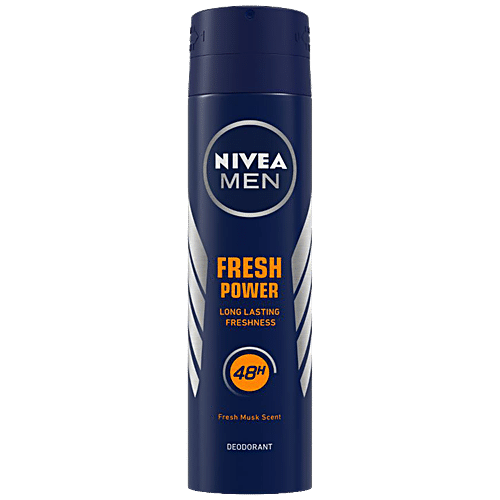 NIVEA
MEN
FRESH
POWER
LONG LASTING
FRESHNESS
48H
Fresh Musk Scent
DEODORANT